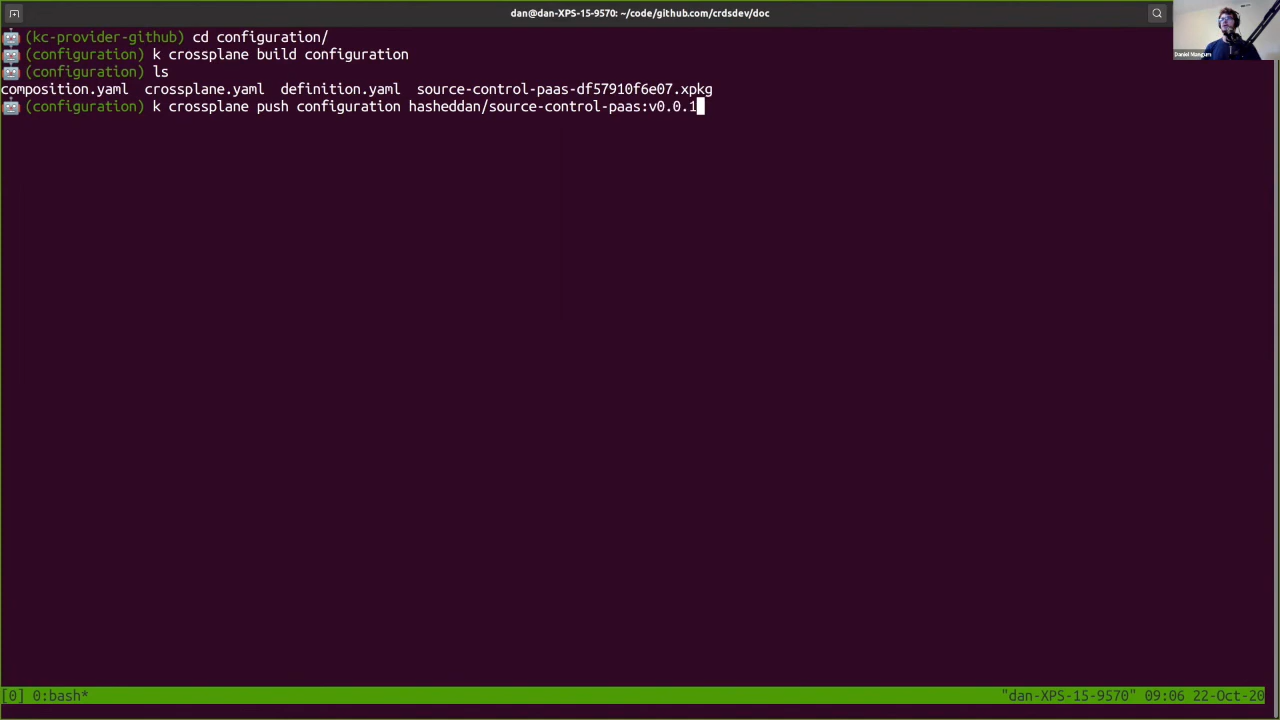 dan@dan-XPS-15-9570: ~/code/github.com/crdsdev/doc
Daniel Mangum
(kc-provider-github) cd configuration/
(configuration) k crossplane build configuration
(configuration) ls
composition.yaml  crossplane.yaml  definition.yaml  source-control-paas-df57910f6e07.xpkg
(configuration) k crossplane push configuration hasheddan/source-control-paas:v0.0.1
[0] 0:bash*
"dan-XPS-15-9570" 09:06 22-Oct-20